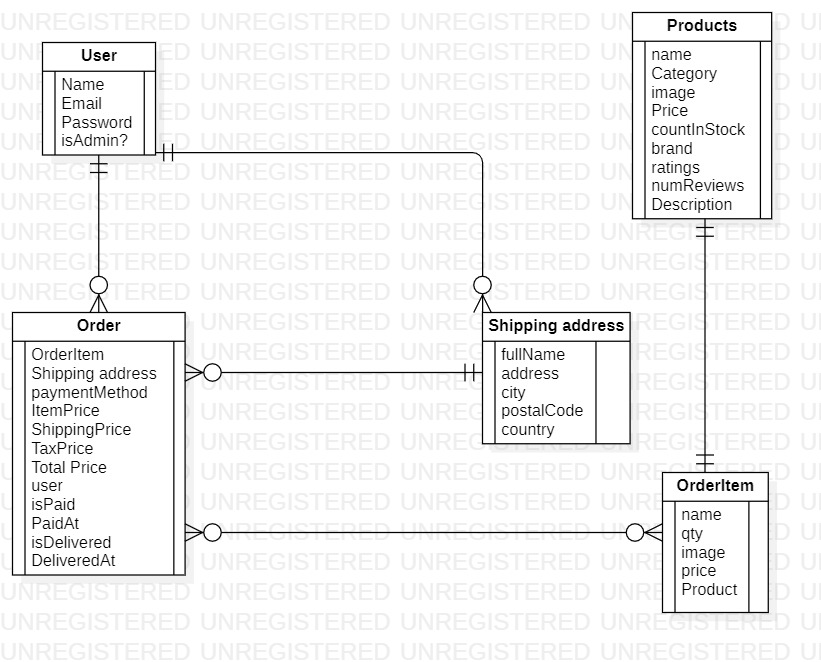 User
Name
Email
Password
isAdmin?
Products
name
Category
image
Price
countInStock
brand
ratings
numReviews
Description
Order
OrderItem
Shipping address
paymentMethod
ItemPrice
ShippingPrice
TaxPrice
Total Price
user
isPaid
PaidAt
isDelivered
DeliveredAt
Shipping address
fullName
address
city
postalCode
country
OrderItem
name
qty
image
price
Product
UNREGISTERED